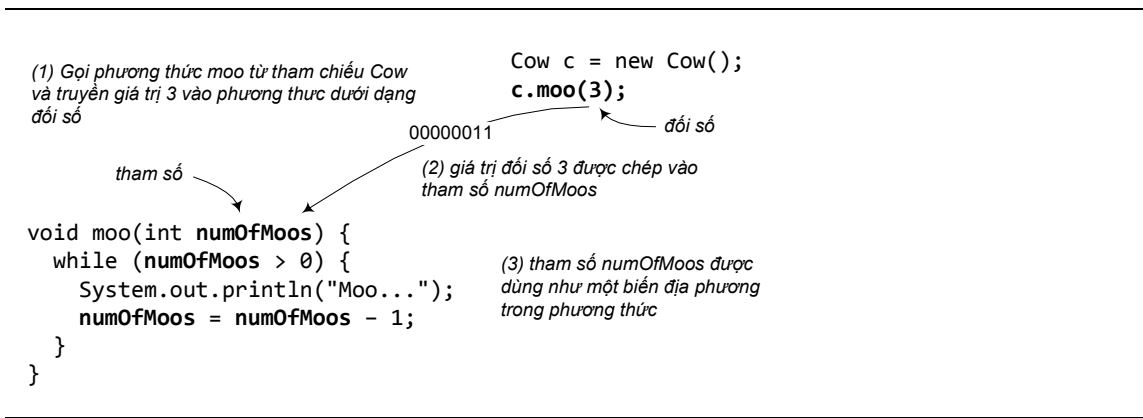 (1) Gọi phương thức moo từ tham chiếu Cow
và truyền giá trị 3 vào phương thưc dưới dạng
đối số
Cow c = new Cow();
c.moo(3);
đối số
00000011
(2) giá trị đối số 3 được chép vào
tham số numOfMoos
tham số
void moo(int numOfMoos) {
while (numOfMoos > 0) {
System.out.println("Moo...");
numOfMoos = numOfMoos – 1;
}
}
(3) tham số numOfMoos được
dùng như một biến địa phương
trong phương thức